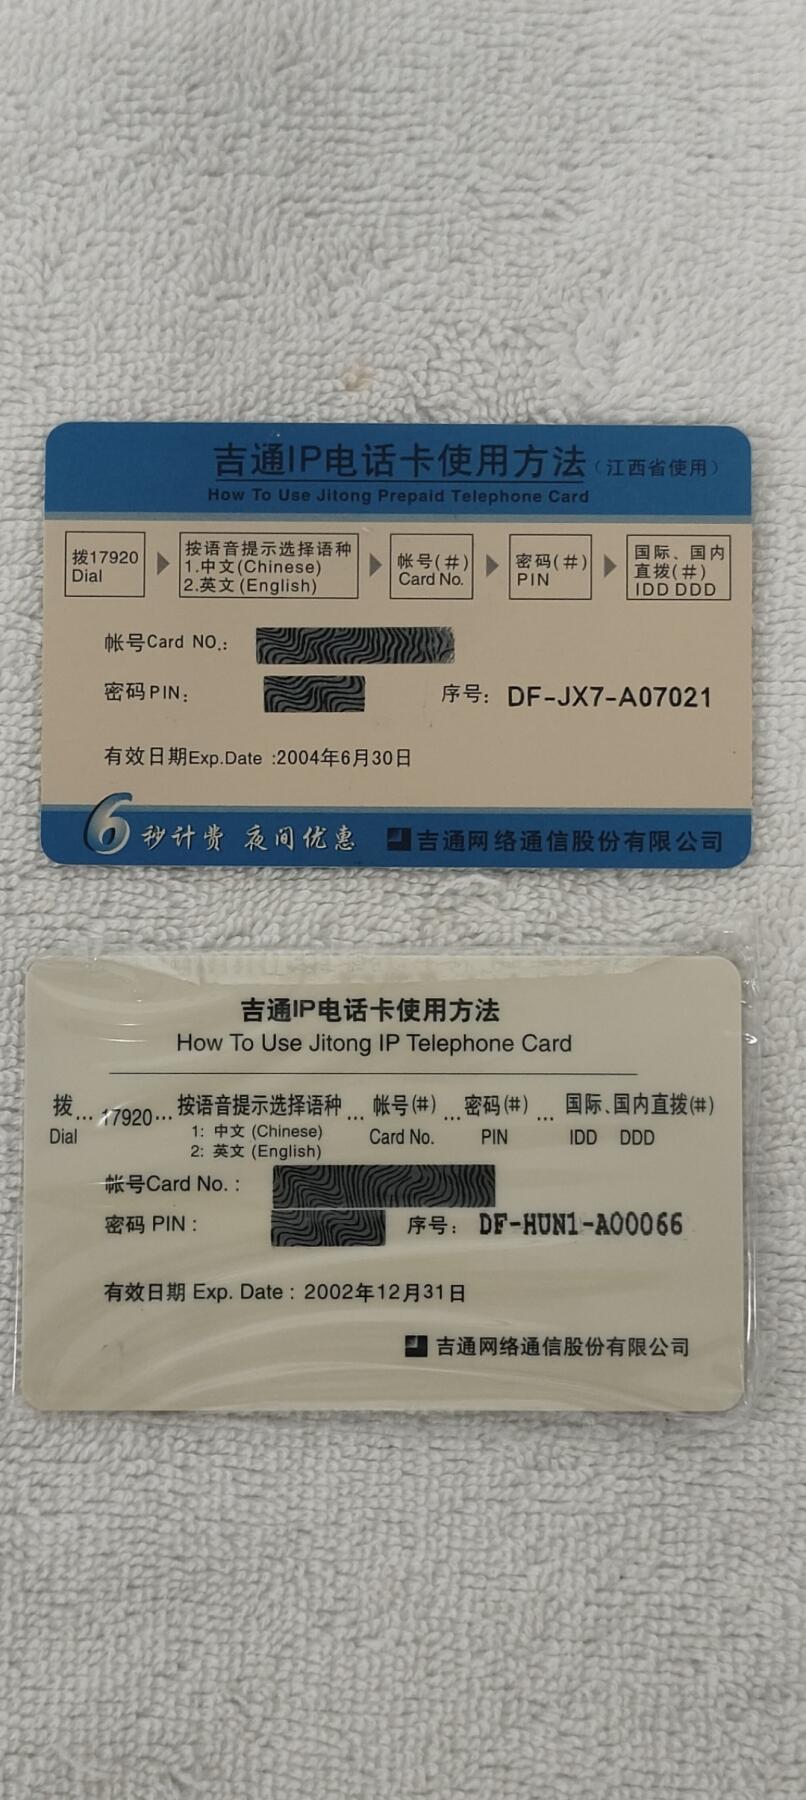 吉通IP电话卡使用方法（江西省使用）
How To Use Jitong Prepaid Telephone Card
拨17920
Dial
按语音提示选择语种
1.中文(Chinese)
2.英文(English)
帐号(#)
Card No.
密码(#)
PIN
国际、国内
直拨(#)
IDD DDD
帐号Card NO.:
密码PIN:
序号: DF-JX7-A07021
有效日期Exp.Date :2004年6月30日
6秒计费 夜间优惠
吉通网络通信股份有限公司
吉通IP电话卡使用方法
How To Use Jitong IP Telephone Card
拨... 17920... 按语音提示选择语种 ... 帐号(#) ... 密码(#) ... 国际、国内直拨(#)
Dial 1: 中文 (Chinese) Card No. PIN IDD DDD
2: 英文 (English)
帐号Card No. :
密码 PIN : 序号: DF-HUN1-A00066
有效日期 Exp. Date : 2002年12月31日
吉通网络通信股份有限公司